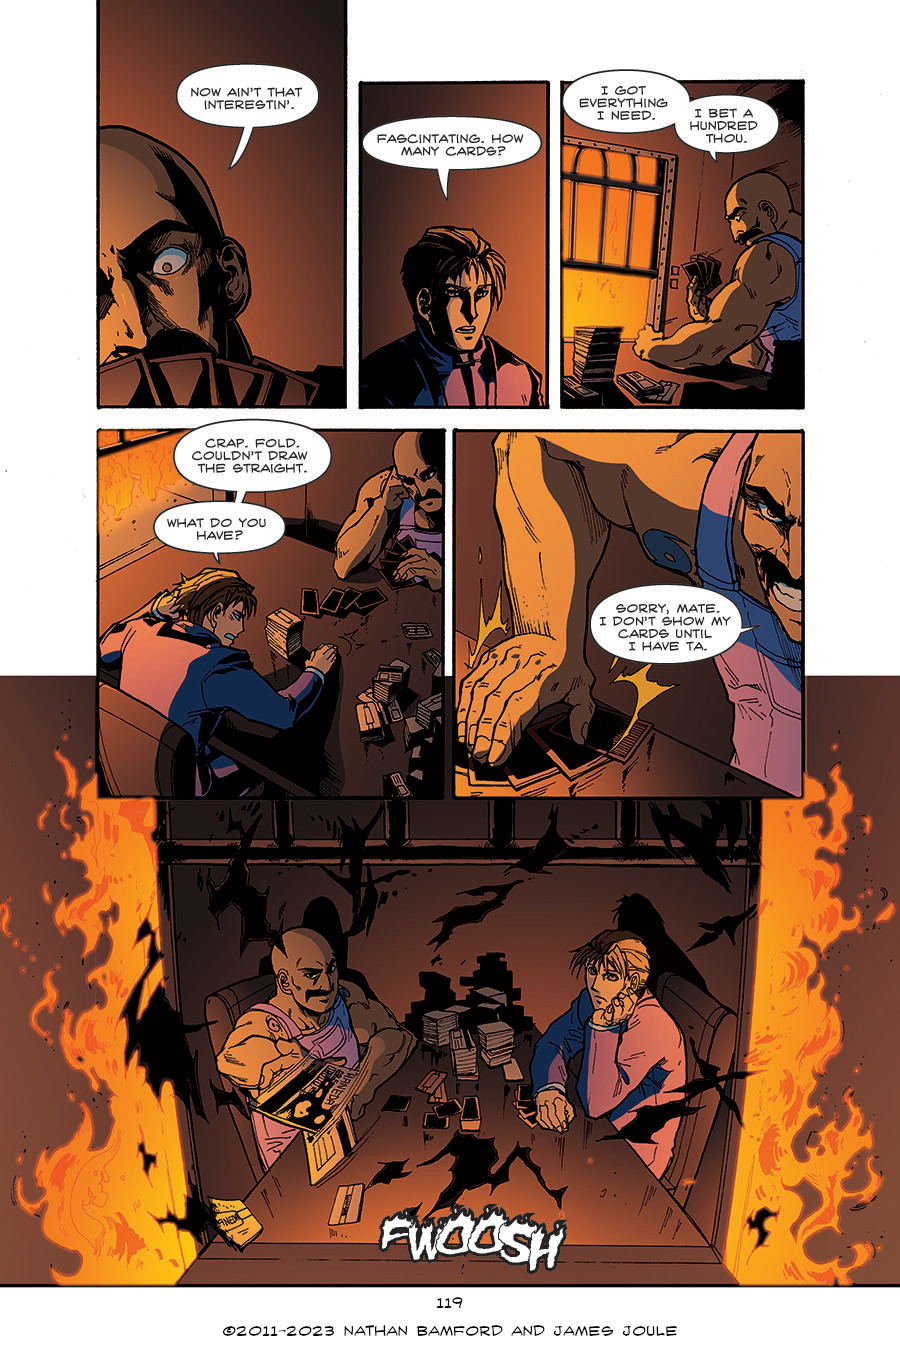 NOW AIN'T THAT
INTERESTIN'.
FASCINTATING. HOW
MANY CARDS?
I GOT
EVERYTHING
I NEED.
I BET A
HUNDRED
THOU.
CRAP. FOLD.
COULDN'T DRAW
THE STRAIGHT.
WHAT DO YOU
HAVE?
SORRY, MATE.
I DON'T SHOW MY
CARDS UNTIL
I HAVE TA.
FWOOSH
119
©2011-2023 NATHAN BAMFORD AND JAMES JOULE